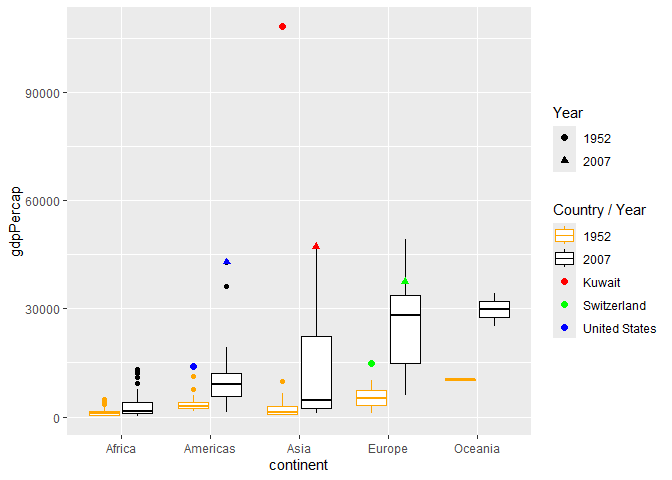 90000
60000
30000
0
gdpPercap
Africa Americas Asia Europe Oceania
continent
Year
1952
2007
Country / Year
1952
2007
Kuwait
Switzerland
United States